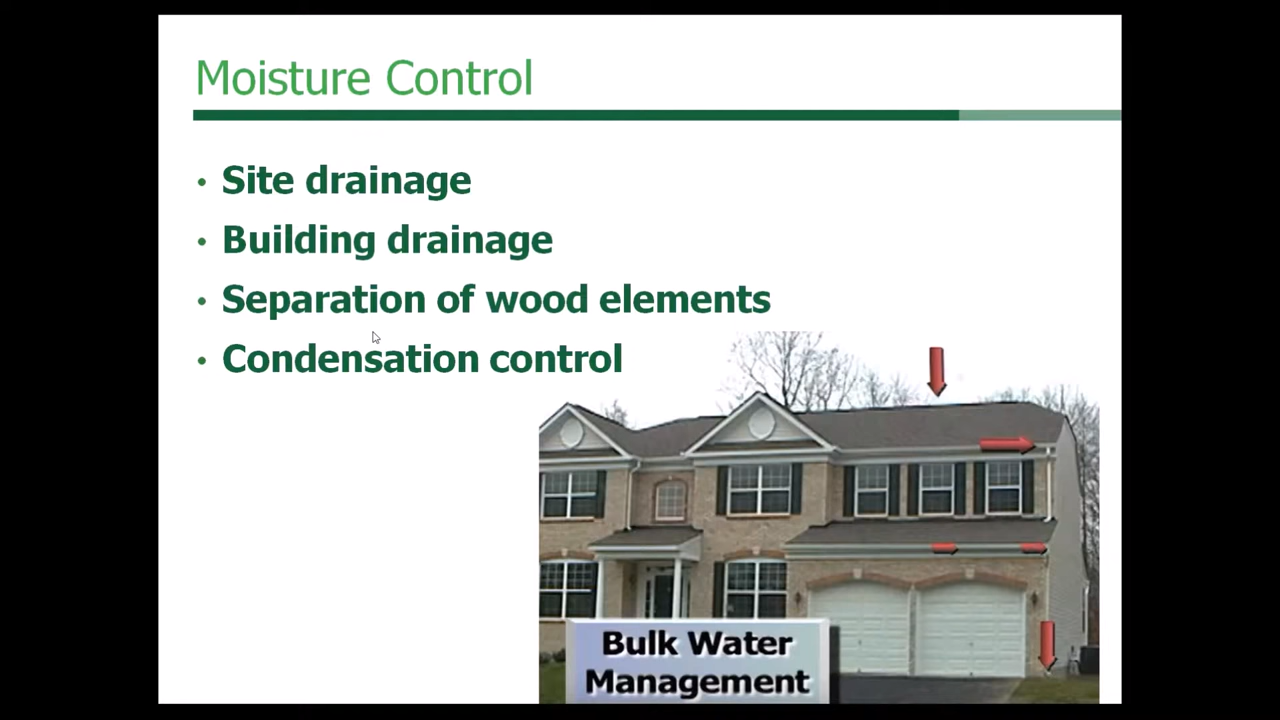 Moisture Control
• Site drainage
• Building drainage
• Separation of wood elements
• Condensation control
Bulk Water
Management